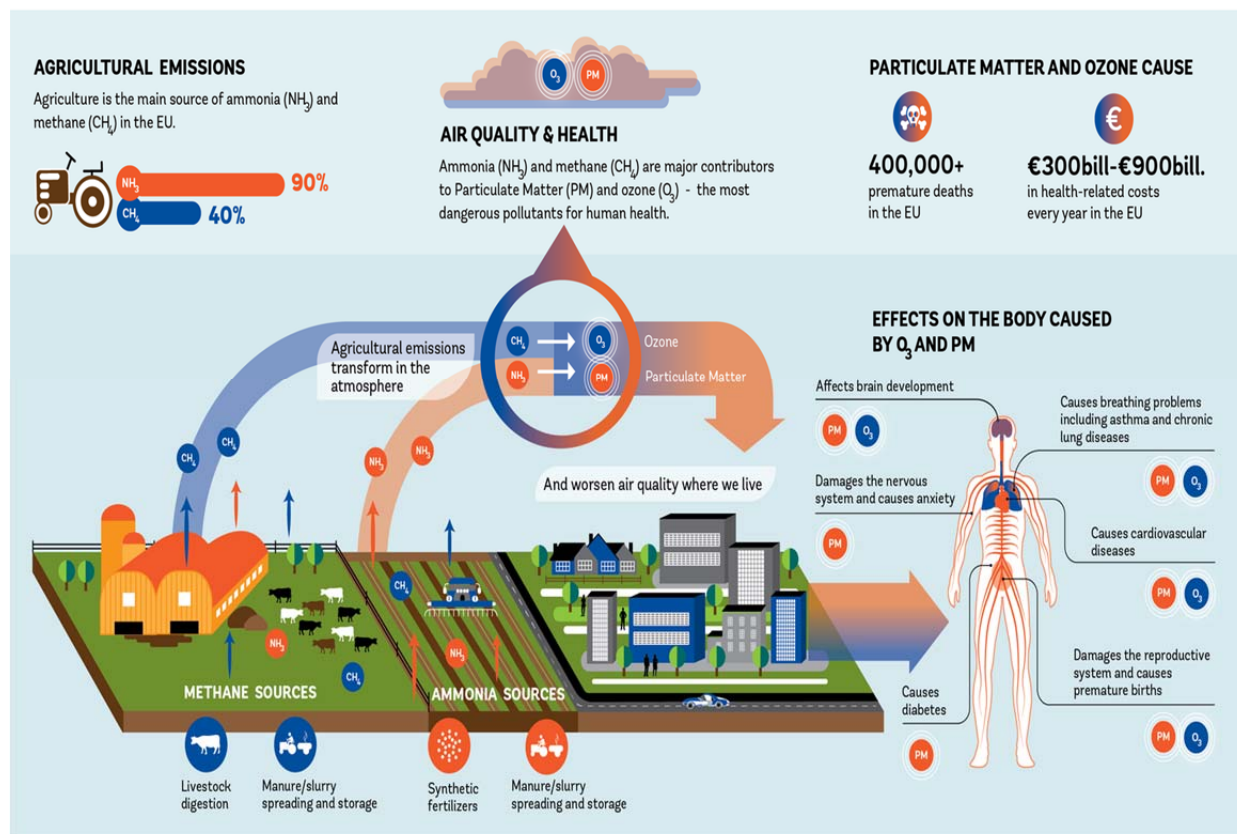 AGRICULTURAL EMISSIONS
Agriculture is the main source of ammonia (NH₃) and
methane (CH₄) in the EU.
NH₃
90%
CH₄
40%
O₃
PM
AIR QUALITY & HEALTH
Ammonia (NH₃) and methane (CH₄) are major contributors
to Particulate Matter (PM) and ozone (O₃) - the most
dangerous pollutants for human health.
PARTICULATE MATTER AND OZONE CAUSE
400,000+
premature deaths
in the EU
€
€300bill-€900bill.
in health-related costs
every year in the EU
Agricultural emissions
transform in the
atmosphere
CH₄
O₃
Ozone
NH₃
PM
Particulate Matter
CH₄
CH₄
NH₃
NH₃
And worsen air quality where we live
CH₄
NH₃
NH₃
CH₄
METHANE SOURCES
AMMONIA SOURCES
Livestock
digestion
Manure/slurry
spreading and storage
Synthetic
fertilizers
Manure/slurry
spreading and storage
EFFECTS ON THE BODY CAUSED
BY O₃ AND PM
Affects brain development
PM
O₃
Damages the nervous
system and causes anxiety
PM
Causes
diabetes
PM
Causes breathing problems
including asthma and chronic
lung diseases
PM
O₃
Causes cardiovascular
diseases
PM
O₃
Damages the reproductive
system and causes
premature births
PM
O₃